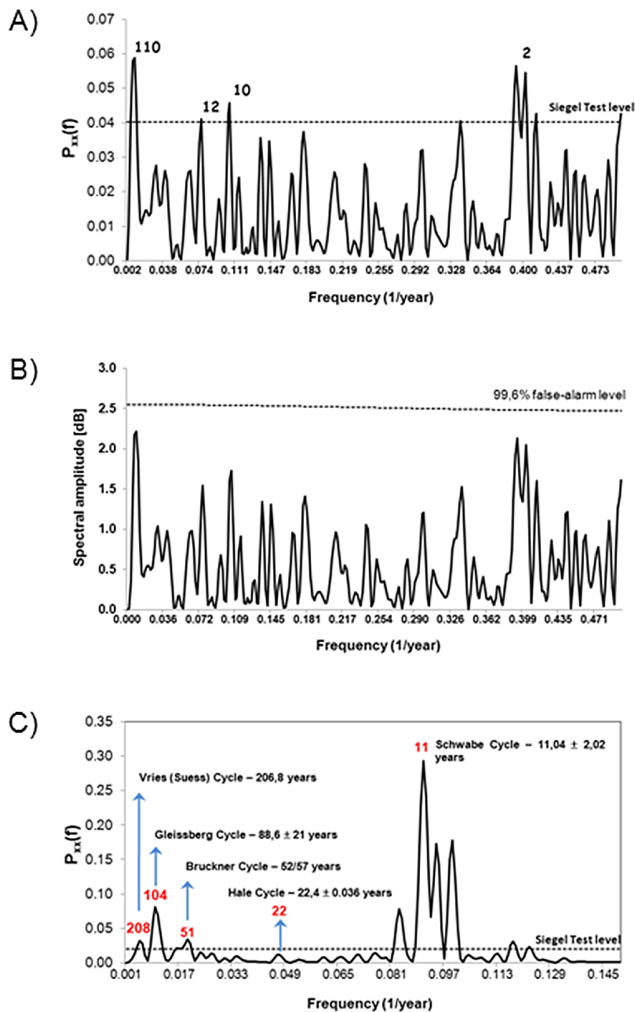 A)
0.07
0.06
0.05
0.04
0.03
0.02
0.01
0.00
Pxx(f)
110
12
10
2
Siegel Test level
0.002 0.038 0.074 0.111 0.147 0.183 0.219 0.255 0.292 0.328 0.364 0.400 0.437 0.473
Frequency (1/year)
B)
3.0
2.5
2.0
1.5
1.0
0.5
0.0
Spectral amplitude [dB]
99,6% false-alarm level
0.000 0.036 0.072 0.109 0.145 0.181 0.217 0.254 0.290 0.326 0.362 0.399 0.435 0.471
Frequency (1/year)
C)
0.35
0.30
0.25
0.20
0.15
0.10
0.05
0.00
Pxx(f)
11
Schwabe Cycle – 11,04 ± 2,02
years
Vries (Suess) Cycle – 206,8 years
Gleissberg Cycle – 88,6 ± 21 years
Bruckner Cycle – 52/57 years
Hale Cycle – 22,4 ± 0.036 years
208
104
51
22
Siegel Test level
0.001 0.017 0.033 0.049 0.065 0.081 0.097 0.113 0.129 0.145
Frequency (1/year)